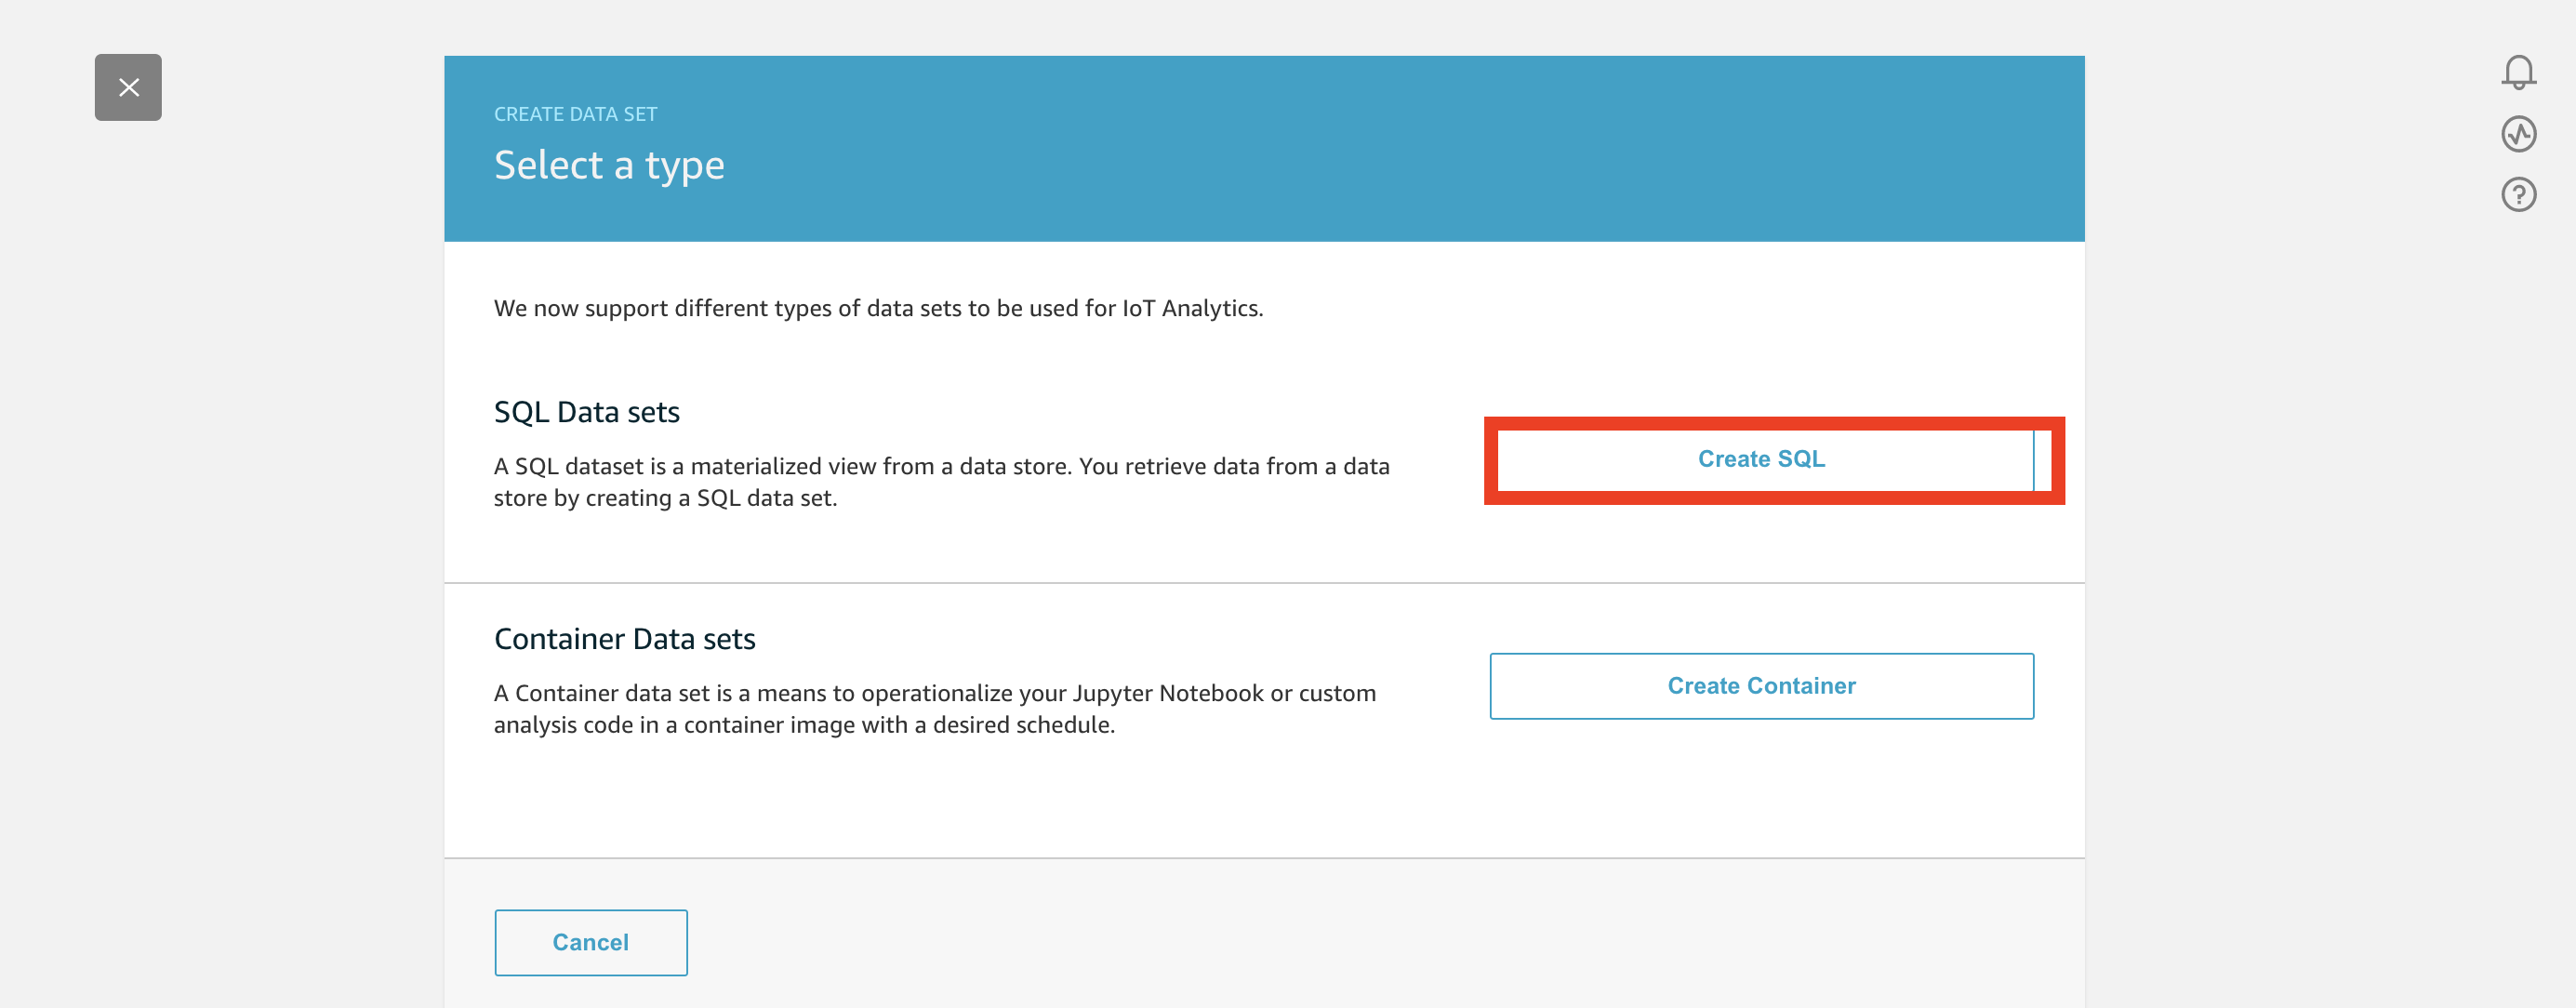 CREATE DATA SET
Select a type
We now support different types of data sets to be used for IoT Analytics.
SQL Data sets
A SQL dataset is a materialized view from a data store. You retrieve data from a data
store by creating a SQL data set.
Create SQL
Container Data sets
A Container data set is a means to operationalize your Jupyter Notebook or custom
analysis code in a container image with a desired schedule.
Create Container
Cancel